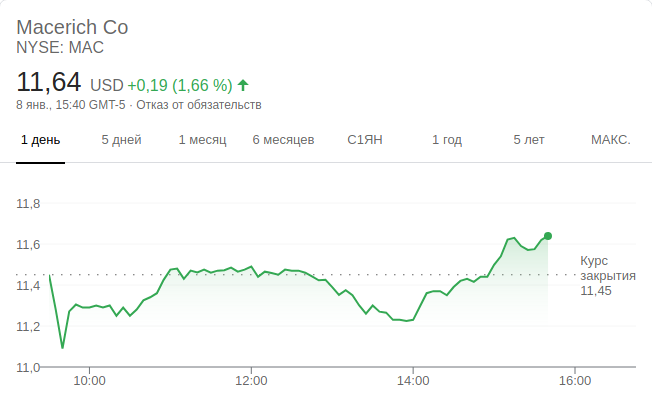 Macerich Co
NYSE: MAC
11,64 USD +0,19 (1,66 %)
8 янв., 15:40 GMT-5 · Отказ от обязательств
1 день 5 дней 1 месяц 6 месяцев С1ЯН 1 год 5 лет МАКС.
11,8
11,6
Курс
закрытия
11,45
11,4
11,2
11,0
10:00 12:00 14:00 16:00